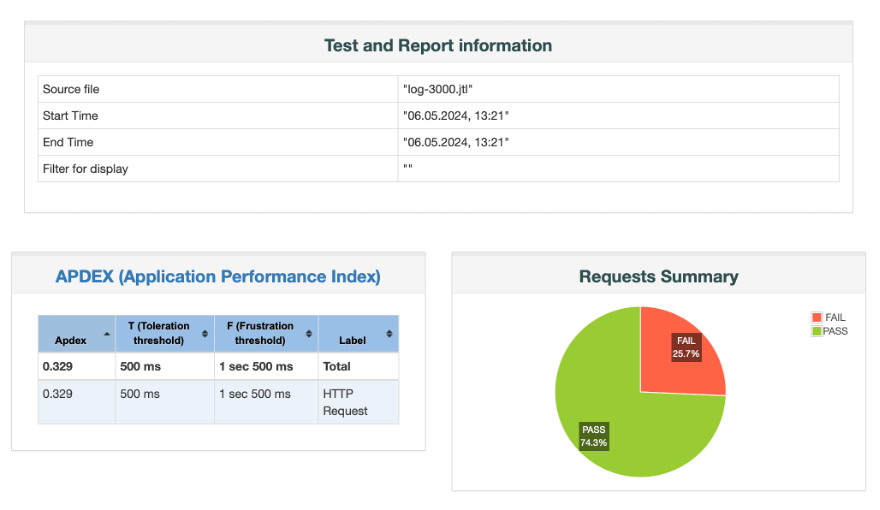 Test and Report information
Source file "log-3000.jtl"
Start Time "06.05.2024, 13:21"
End Time "06.05.2024, 13:21"
Filter for display ""
APDEX (Application Performance Index)
Apdex T (Toleration threshold) F (Frustration threshold) Label
0.329 500 ms 1 sec 500 ms Total
0.329 500 ms 1 sec 500 ms HTTP Request
Requests Summary
FAIL
PASS
FAIL
25.7%
PASS
74.3%